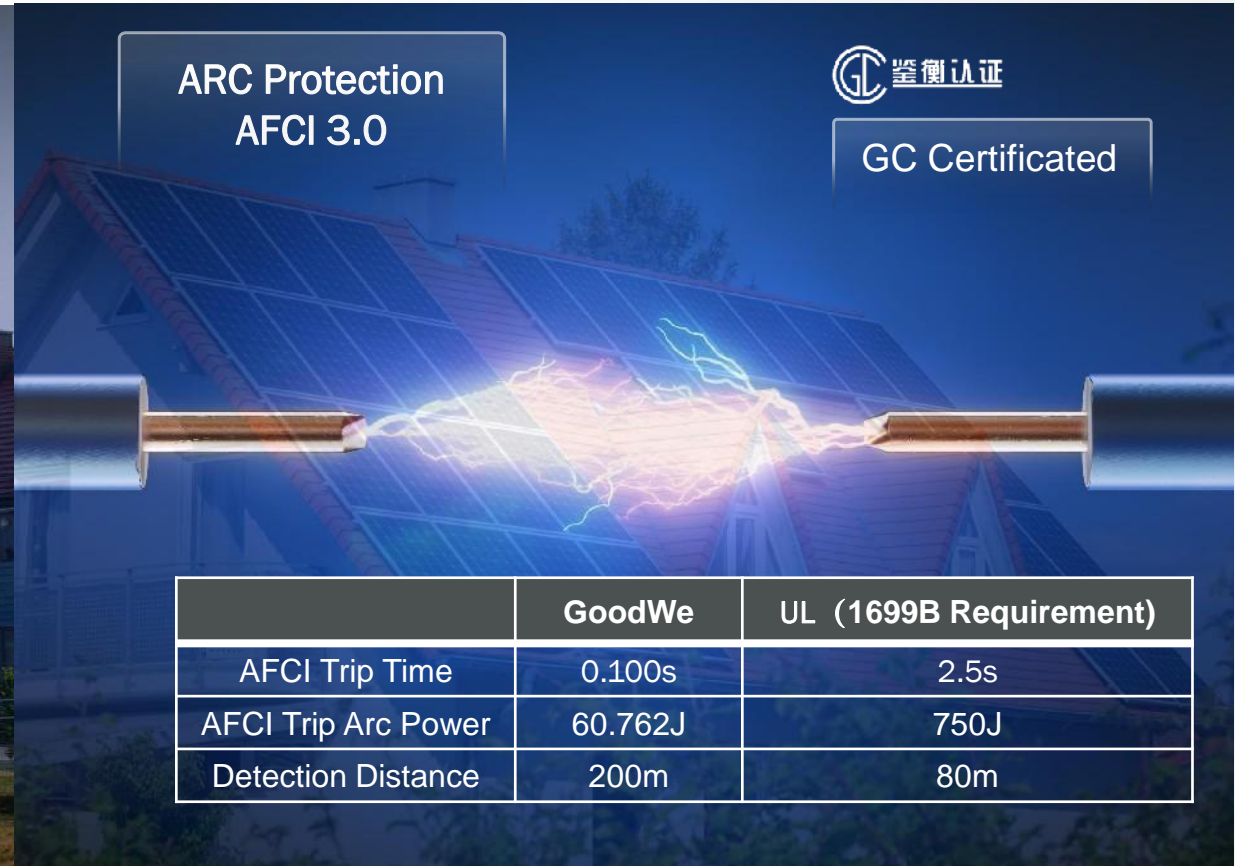 ARC Protection
AFCI 3.0
GC 鉴衡认证
GC Certificated
GoodWe UL（1699B Requirement)
AFCI Trip Time 0.100s 2.5s
AFCI Trip Arc Power 60.762J 750J
Detection Distance 200m 80m